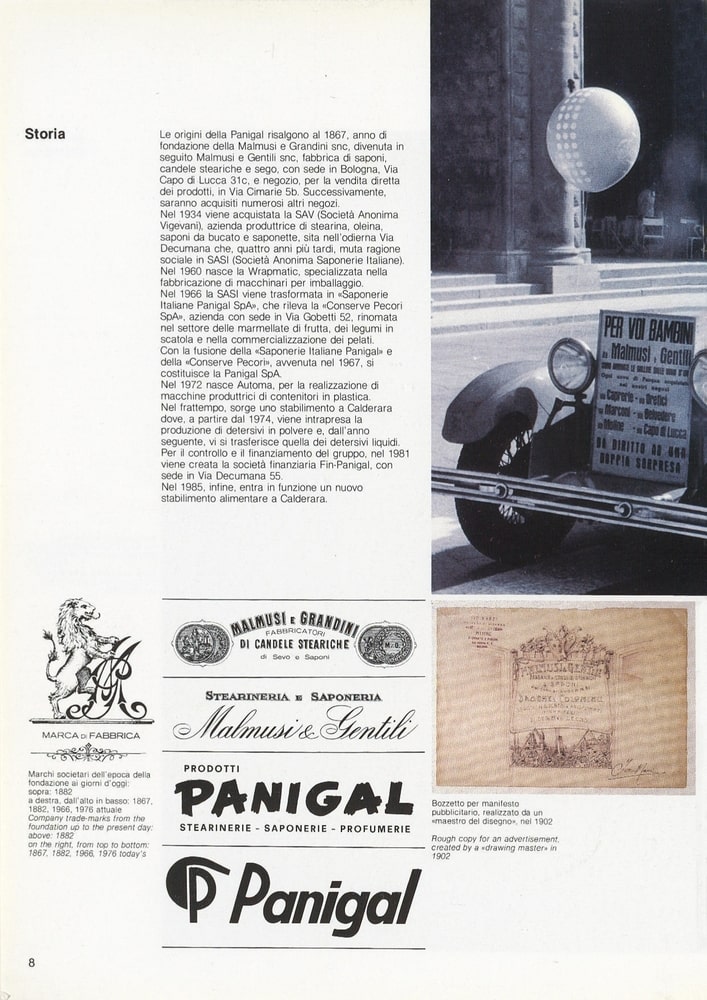 Storia
Le origini della Panigal risalgono al 1867, anno di
fondazione della Malmusi e Grandini snc, divenuta in
seguito Malmusi e Gentili snc, fabbrica di saponi,
candele steariche e sego, con sede in Bologna, Via
Capo di Lucca 31c, e negozio, per la vendita diretta
dei prodotti, in Via Cimarie 5b. Successivamente,
saranno acquisiti numerosi altri negozi.
Nel 1934 viene acquistata la SAV (Società Anonima
Vigevani), azienda produttrice di stearina, oleina,
saponi da bucato e saponette, sita nell'odierna Via
Decumana che, quattro anni più tardi, muta ragione
sociale in SASI (Società Anonima Saponerie Italiane).
Nel 1960 nasce la Wrapmatic, specializzata nella
fabbricazione di macchinari per imballaggio.
Nel 1966 la SASI viene trasformata in «Saponerie
Italiane Panigal SpA», che rileva la «Conserve Pecori
SpA», azienda con sede in Via Gobetti 52, rinomata
nel settore delle marmellate di frutta, dei legumi in
scatola e nella commercializzazione dei pelati.
Con la fusione della «Saponerie Italiane Panigal» e
della «Conserve Pecori», avvenuta nel 1967, si
costituisce la Panigal SpA.
Nel 1972 nasce Automa, per la realizzazione di
macchine produttrici di contenitori in plastica.
Nel frattempo, sorge uno stabilimento a Calderara
dove, a partire dal 1974, viene intrapresa la
produzione di detersivi in polvere e, dall'anno
seguente, vi si trasferisce quella dei detersivi liquidi.
Per il controllo e il finanziamento del gruppo, nel 1981
viene creata la società finanziaria Fin-Panigal, con
sede in Via Decumana 55.
Nel 1985, infine, entra in funzione un nuovo
stabilimento alimentare a Calderara.
PER VOI BAMBINI
Malmusi e Gentili
Caprerie - Orefici
Marconi - Belvedere
Moline - Capo di Lucca
DA DIRITTO AD UNA
DOPPIA SORPRESA
MARCA DI FABBRICA
Marchi societari dell'epoca della
fondazione ai giorni d'oggi:
sopra: 1882
a destra, dall'alto in basso: 1867,
1882, 1966, 1976 attuale
Company trade-marks from the
foundation up to the present day:
above: 1882
on the right, from top to bottom:
1867, 1882, 1966, 1976 today's
MALMUSI E GRANDINI
FABBRICATORI
DI CANDELE STEARICHE
di Sevo e Saponi
M.G.
STEARINERIA E SAPONERIA
Malmusi & Gentili
PRODOTTI
PANIGAL
STEARINERIE - SAPONERIE - PROFUMERIE
Panigal
MALMUSI & GENTILI
Bozzetto per manifesto
pubblicitario, realizzato da un
«maestro del disegno», nel 1902
Rough copy for an advertisement,
created by a «drawing master» in
1902
8